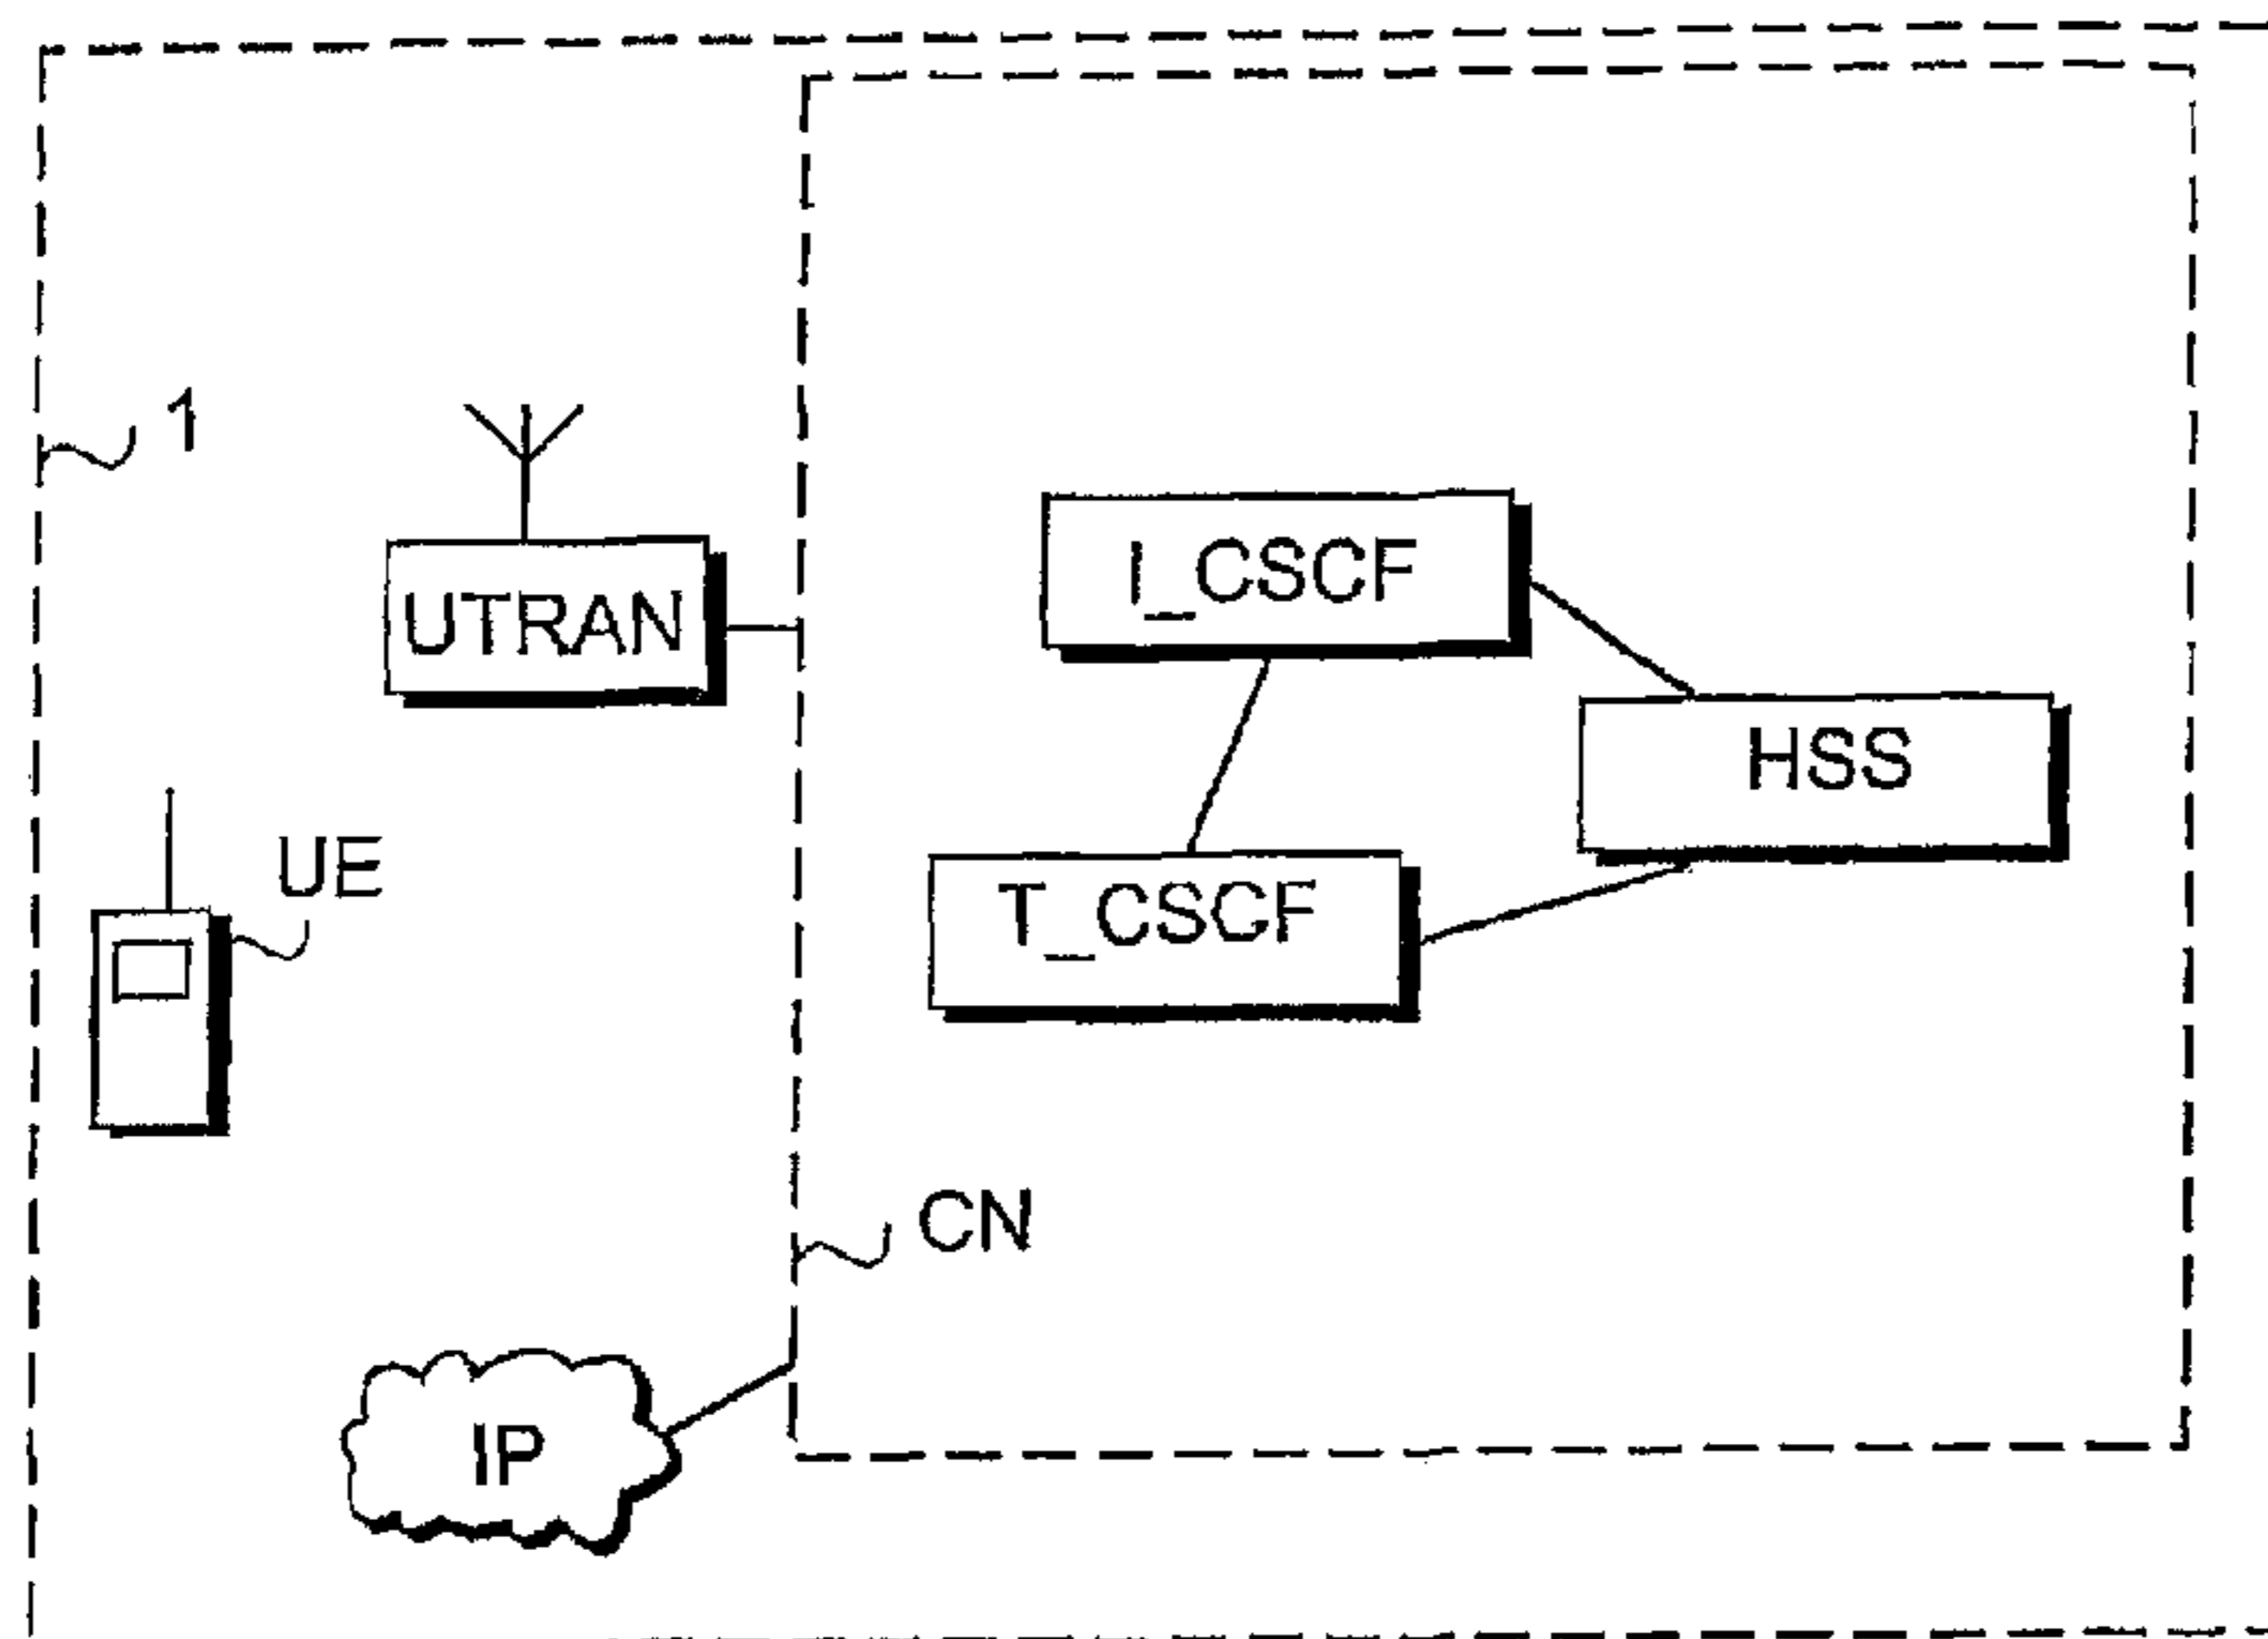 1
UTRAN
I_CSCF
HSS
UE
T_CSCF
CN
IP